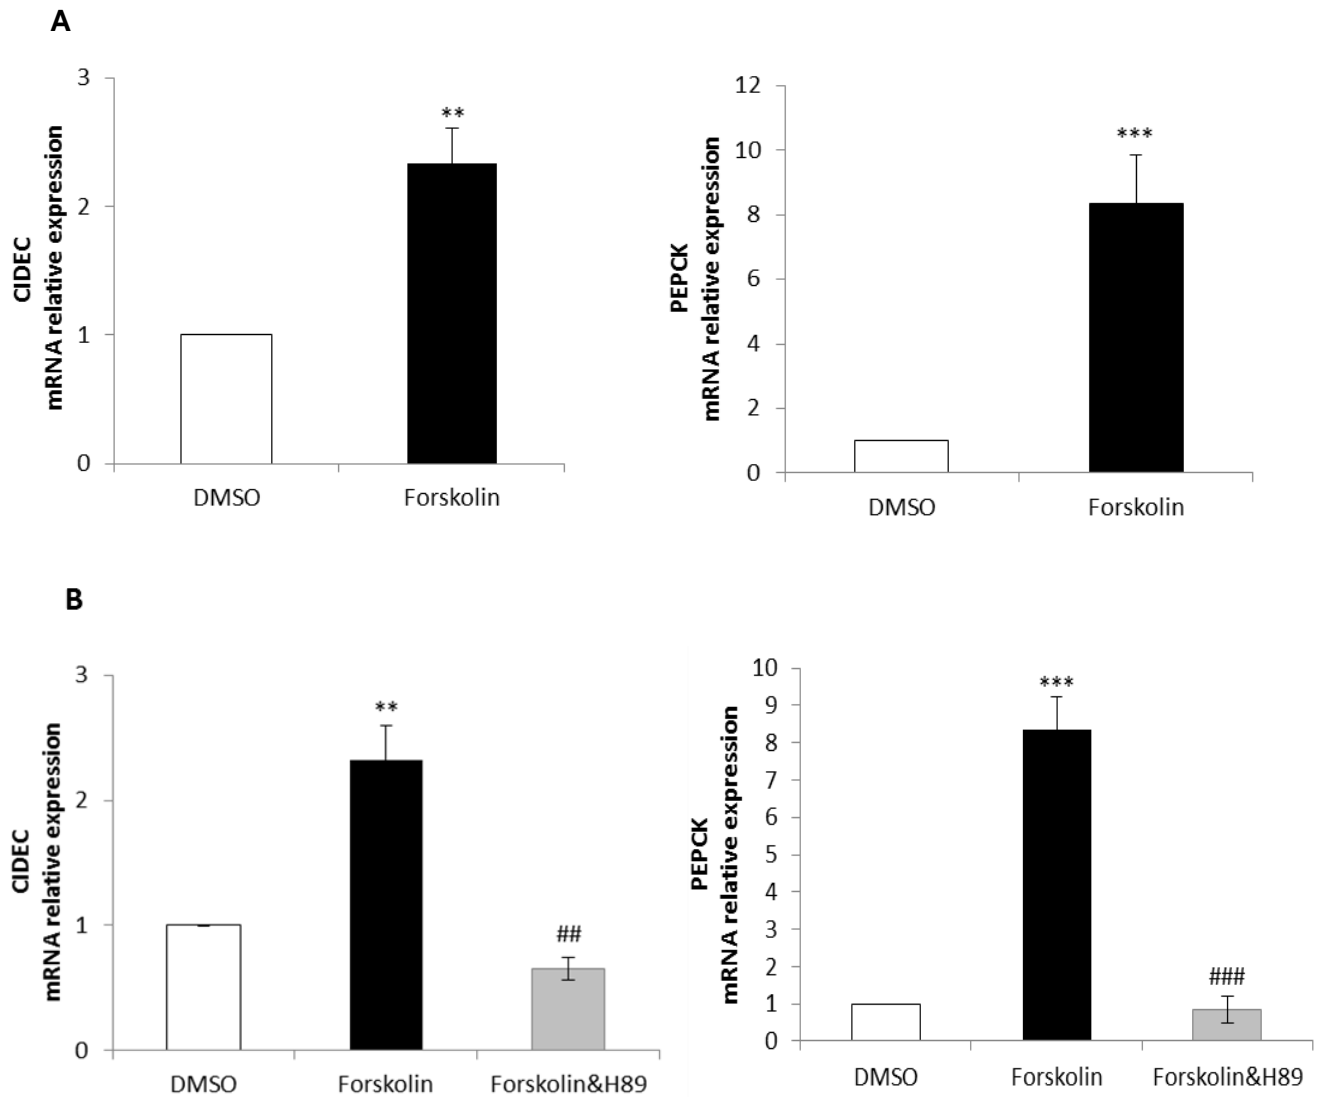 A
CIDEC
mRNA relative expression
3
2
1
0
**
DMSO
Forskolin
PEPCK
mRNA relative expression
12
10
8
6
4
2
0
***
DMSO
Forskolin
B
CIDEC
mRNA relative expression
3
2
1
0
**
##
DMSO
Forskolin
Forskolin&H89
PEPCK
mRNA relative expression
10
9
8
7
6
5
4
3
2
1
0
***
###
DMSO
Forskolin
Forskolin&H89